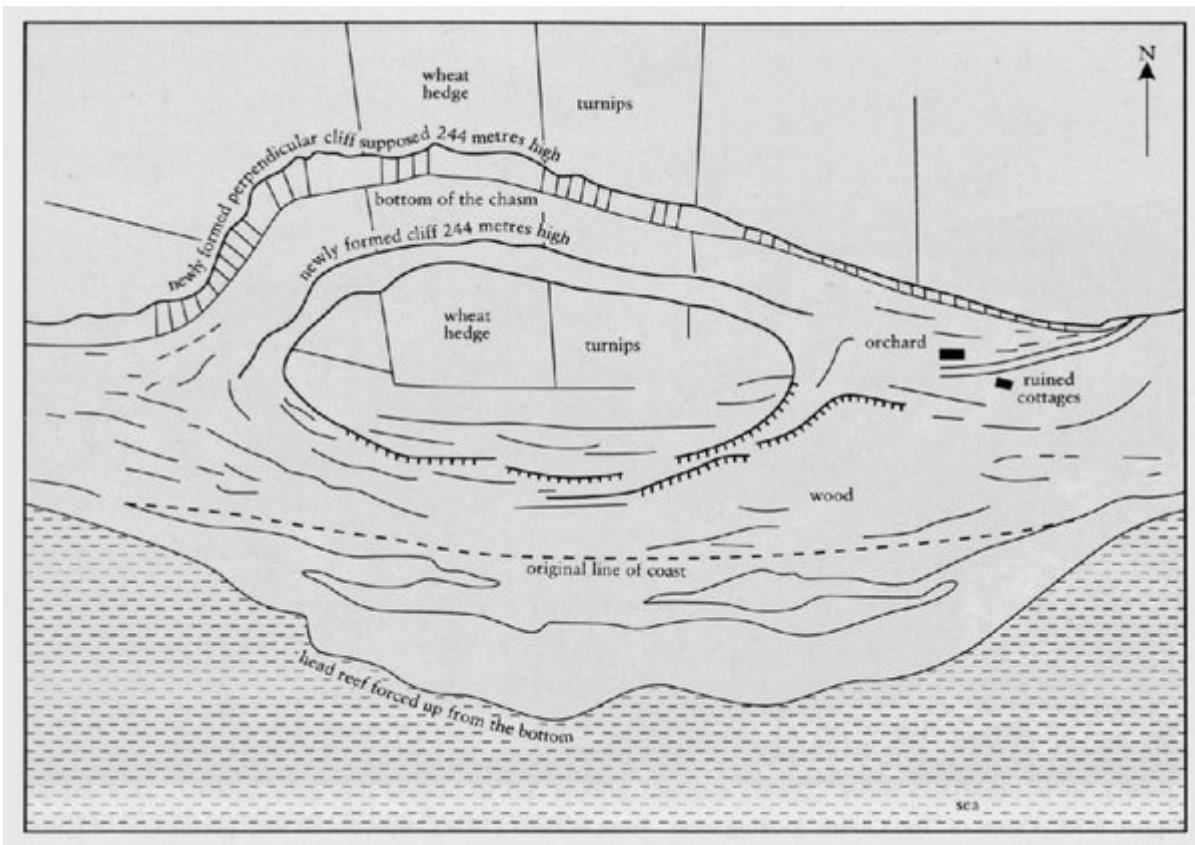 N
wheat
hedge
turnips
newly formed perpendicular cliff supposed 244 metres high
bottom of the chasm
newly formed cliff 244 metres high
wheat
hedge
turnips
orchard
ruined
cottages
wood
original line of coast
head reef forced up from the bottom
sea